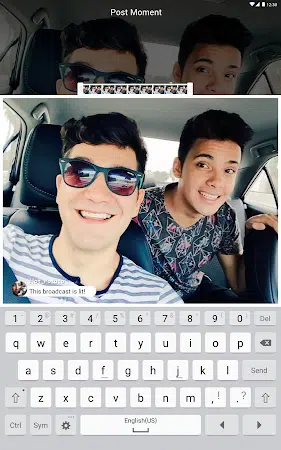 12:30
Post Moment
This broadcast is lit!
1 2 3 4 5 6 7 8 9 0 Del
q w e r t y u i o p
a s d f g h j k l Send
z x c v b n m , ! . ?
Ctrl Sym English(US)